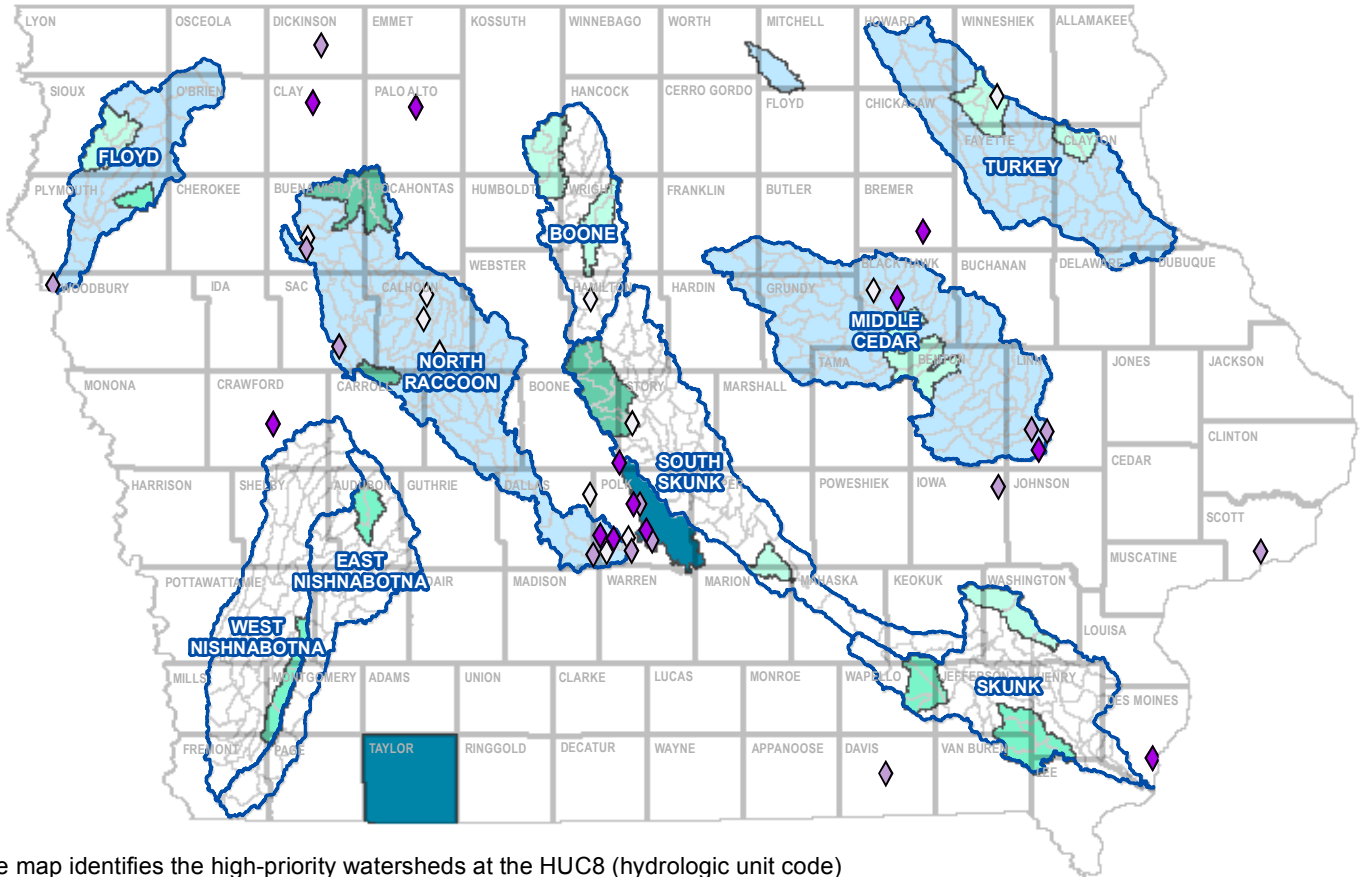 LYON OSCEOLA DICKINSON EMMET KOSSUTH WINNEBAGO WORTH MITCHELL HOWARD WINNESHIEK ALLAMAKEE
SIOUX O'BRIEN CLAY PALO ALTO HANCOCK CERRO GORDO FLOYD CHICKASAW
FAYETTE CLAYTON
FLOYD
TURKEY
PLYMOUTH CHEROKEE BUENA VISTA POCAHONTAS HUMBOLDT WRIGHT FRANKLIN BUTLER BREMER
BOONE
WEBSTER BLACK HAWK BUCHANAN DELAWARE DUBUQUE
WOODBURY IDA SAC CALHOUN HAMILTON HARDIN GRUNDY
MIDDLE
CEDAR
NORTH
RACCOON
TAMA BENTON LINN JONES JACKSON
MONONA CRAWFORD CARROLL BOONE STORY MARSHALL
CLINTON
CEDAR
SOUTH
SKUNK
HARRISON SHELBY AUDUBON GUTHRIE DALLAS POLK PER POWESHIEK IOWA JOHNSON
SCOTT
MUSCATINE
EAST
NISHNABOTNA
POTTAWATTAMIE DAIR MADISON WARREN MARION MAHASKA KEOKUK WASHINGTON
WEST
NISHNABOTNA
LOUISA
MILLS MONTGOMERY ADAMS UNION CLARKE LUCAS MONROE WAPELLO JEFFERSON HENRY
SKUNK
DES MOINES
FREMONT PAGE TAYLOR RINGGOLD DECATUR WAYNE APPANOOSE DAVIS VAN BUREN
LEE
e map identifies the high-priority watersheds at the HUC8 (hydrologic unit code)